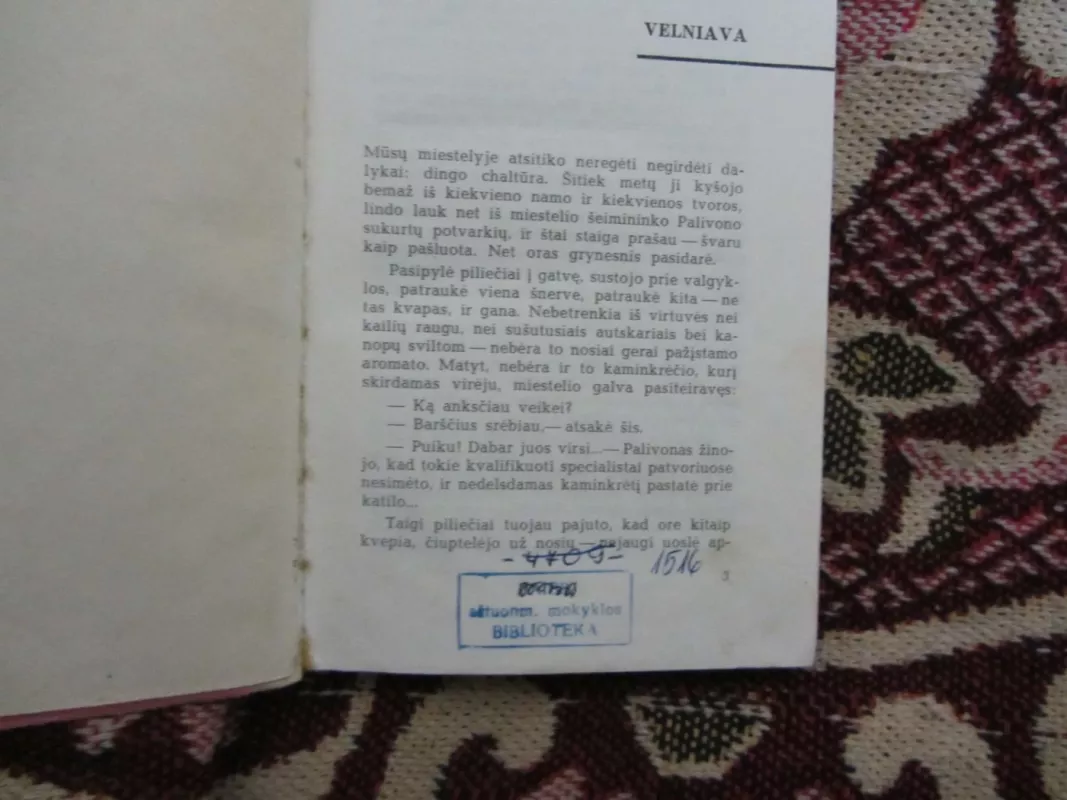 VELNIAVA
Mūsų miestelyje atsitiko neregėti negirdėti da-
lykai: dingo chaltūra. Šitiek metų ji kyšojo
bemaž iš kiekvieno namo ir kiekvienos tvoros,
lindo lauk net iš miestelio šeimininko Palivono
sukurtų potvarkių, ir štai staiga prašau — švaru
kaip pašluota. Net oras grynesnis pasidarė.
Pasipylė piliečiai į gatvę, sustojo prie valgyk-
los, patraukė viena šnerve, patraukė kita — ne
tas kvapas, ir gana. Nebetrenkia iš virtuvės nei
kailių raugu, nei sušutusiais autskariais bei ka-
nopų sviltom — nebėra to nosiai gerai pažįstamo
aromato. Matyt, nebėra ir to kaminkrėčio, kurį
skirdamas virėju, miestelio galva pasiteiravęs:
— Ką anksčiau veikei?
— Barščius srėbiau,— atsakė šis.
— Puiku! Dabar juos virsi...— Palivonas žino-
jo, kad tokie kvalifikuoti specialistai patvoriuose
nesimėto, ir nedelsdamas kaminkrėtį pastatė prie
katilo...
Taigi piliečiai tuojau pajuto, kad ore kitaip
kvepia, čiuptelėjo už nosių — nejaugi uoslė ap-
- 4709 - 1516
3
aštuonm. mokyklos
BIBLIOTEKA